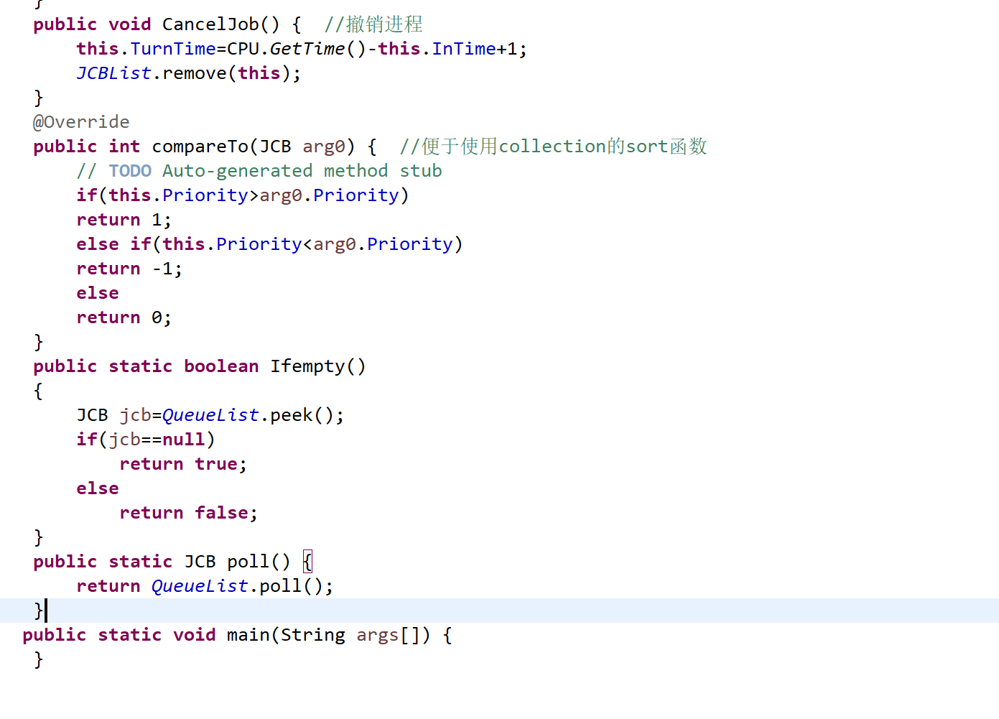 }
public void CancelJob() {  //撤销进程
    this.TurnTime=CPU.GetTime()-this.InTime+1;
    JCBList.remove(this);
}
@Override
public int compareTo(JCB arg0) {  //便于使用collection的sort函数
    // TODO Auto-generated method stub
    if(this.Priority>arg0.Priority)
    return 1;
    else if(this.Priority<arg0.Priority)
    return -1;
    else
    return 0;
}
public static boolean Ifempty()
{
    JCB jcb=QueueList.peek();
    if(jcb==null)
        return true;
    else
        return false;
}
public static JCB poll() {
    return QueueList.poll();
}
public static void main(String args[]) {
}